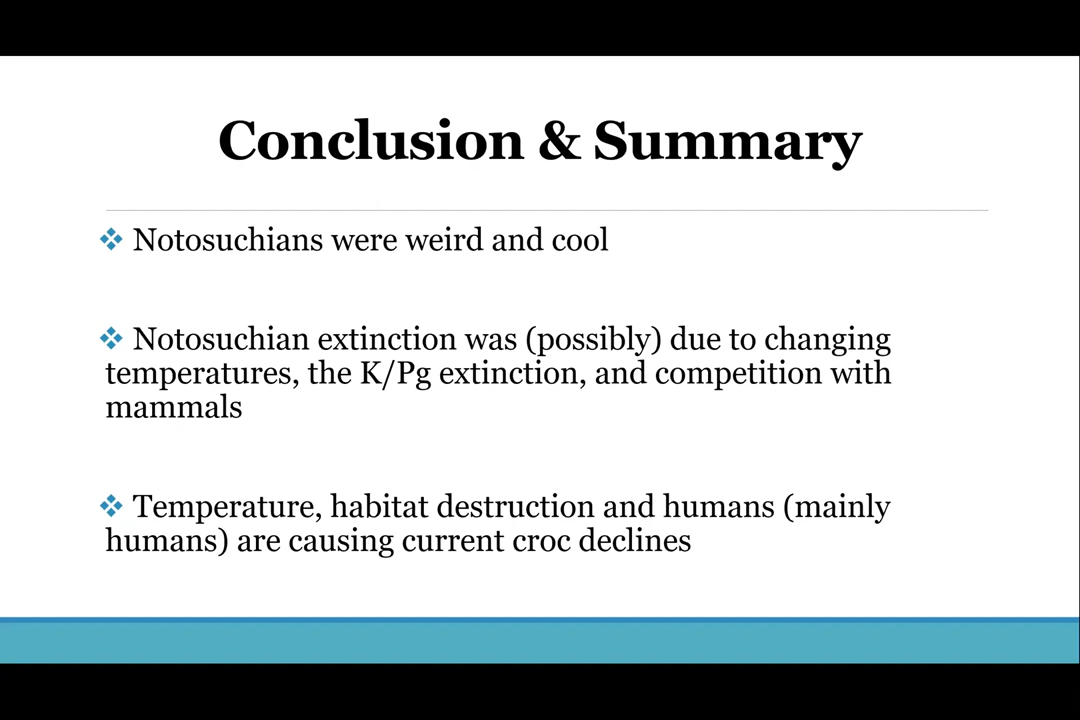 Conclusion & Summary
❖ Notosuchians were weird and cool
❖ Notosuchian extinction was (possibly) due to changing
temperatures, the K/Pg extinction, and competition with
mammals
❖ Temperature, habitat destruction and humans (mainly
humans) are causing current croc declines